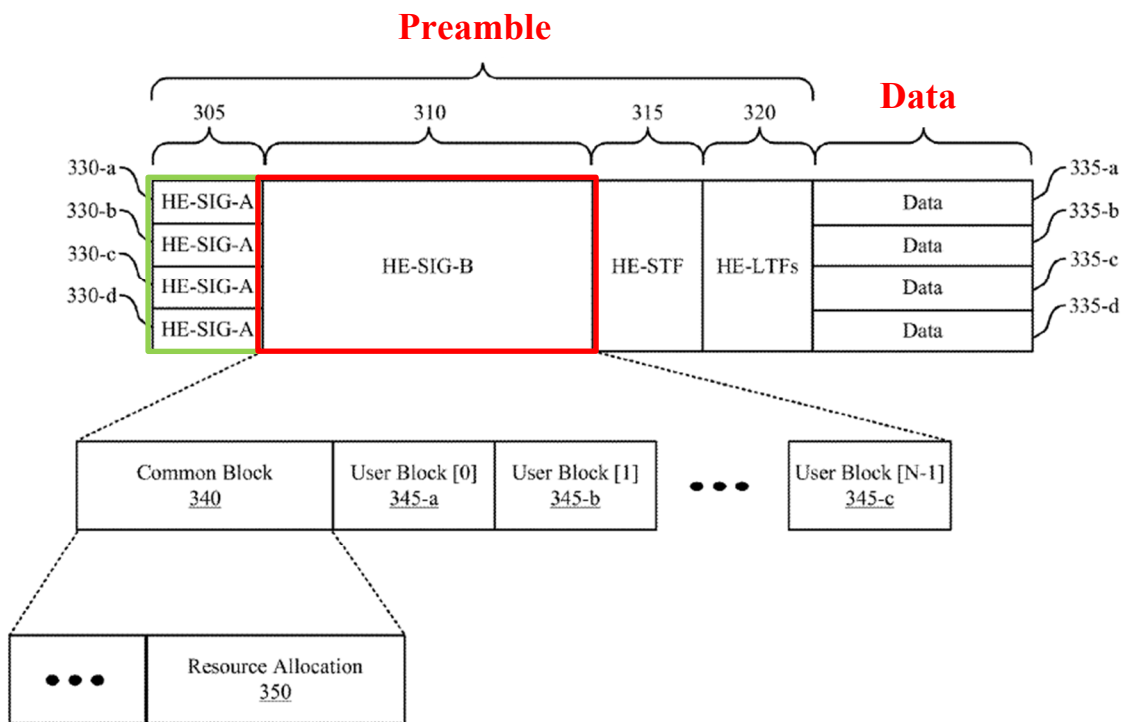 Preamble
Data
305
310
315
320
330-a
330-b
330-c
330-d
HE-SIG-A
HE-SIG-A
HE-SIG-A
HE-SIG-A
HE-SIG-B
HE-STF
HE-LTFs
Data
Data
Data
Data
335-a
335-b
335-c
335-d
Common Block
340
User Block [0]
345-a
User Block [1]
345-b
User Block [N-1]
345-c
Resource Allocation
350